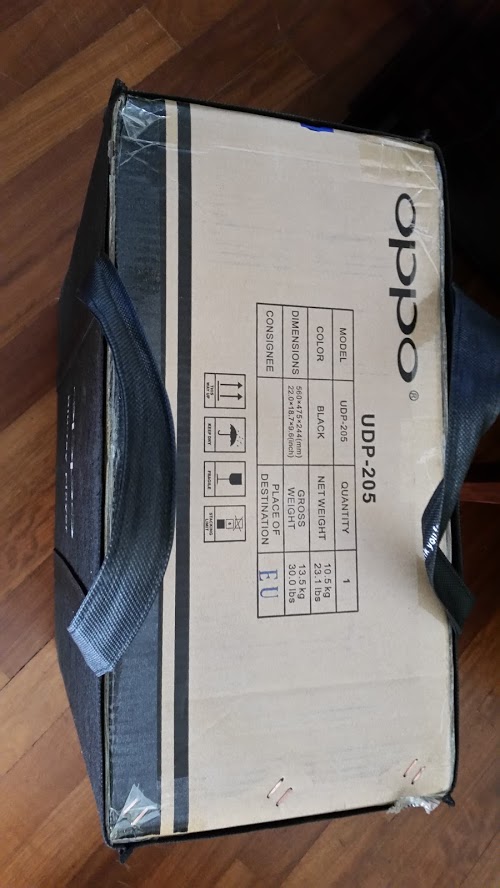 oppo®
UDP-205
MODEL UDP-205 QUANTITY 1
COLOR BLACK NET WEIGHT 10.5 kg 23.1 lbs
DIMENSIONS 560×475×244(mm) 22.0×18.7×9.6(inch) GROSS WEIGHT 13.5 kg 30.0 lbs
CONSIGNEE PLACE OF DESTINATION EU
THIS WAY UP
KEEP DRY
FRAGILE
STACKING LIMIT